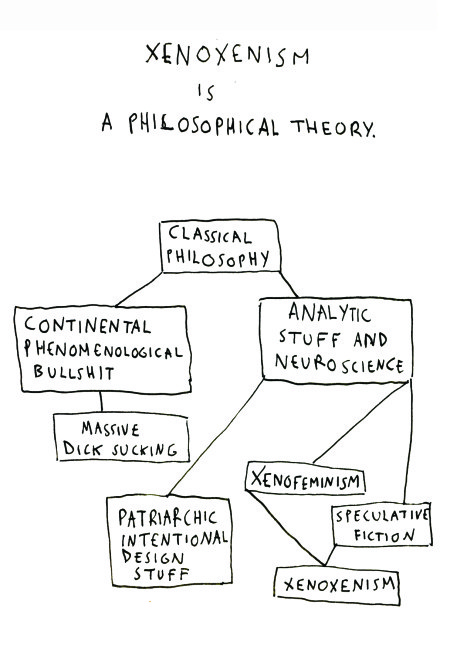 XENOXENISM
IS
A PHILOSOPHICAL THEORY.
CLASSICAL
PHILOSOPHY
CONTINENTAL
PHENOMENOLOGICAL
BULLSHIT
ANALYTIC
STUFF AND
NEUROSCIENCE
MASSIVE
DICK SUCKING
XENOFEMINISM
PATRIARCHIC
INTENTIONAL
DESIGN
STUFF
SPECULATIVE
FICTION
XENOXENISM